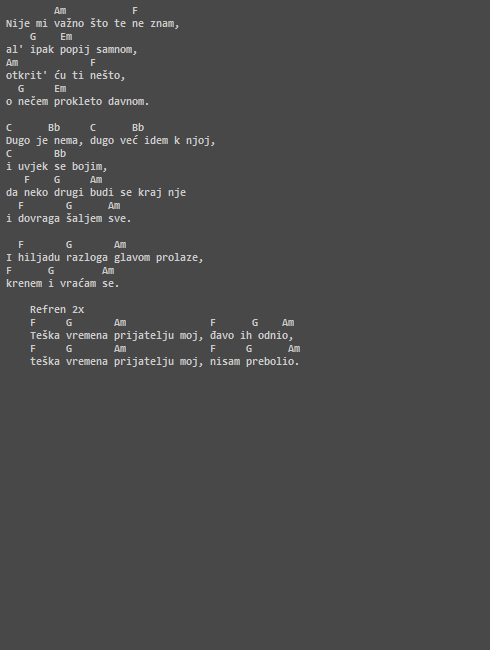 Am           F
Nije mi važno što te ne znam,
    G    Em
al' ipak popij samnom,
Am            F
otkrit' ću ti nešto,
  G     Em
o nečem prokleto davnom.

C      Bb     C      Bb
Dugo je nema, dugo već idem k njoj,
C       Bb
i uvjek se bojim,
   F    G     Am
da neko drugi budi se kraj nje
  F       G      Am
i dovraga šaljem sve.

  F       G       Am
I hiljadu razloga glavom prolaze,
F      G        Am
krenem i vraćam se.

    Refren 2x
    F     G       Am              F      G    Am
    Teška vremena prijatelju moj, đavo ih odnio,
    F     G       Am              F     G      Am
    teška vremena prijatelju moj, nisam prebolio.